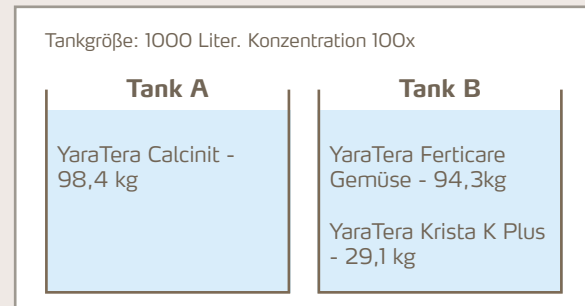 Tankgröße: 1000 Liter. Konzentration 100x
Tank A
YaraTera Calcinit -
98,4 kg
Tank B
YaraTera Ferticare
Gemüse - 94,3kg
YaraTera Krista K Plus
- 29,1 kg